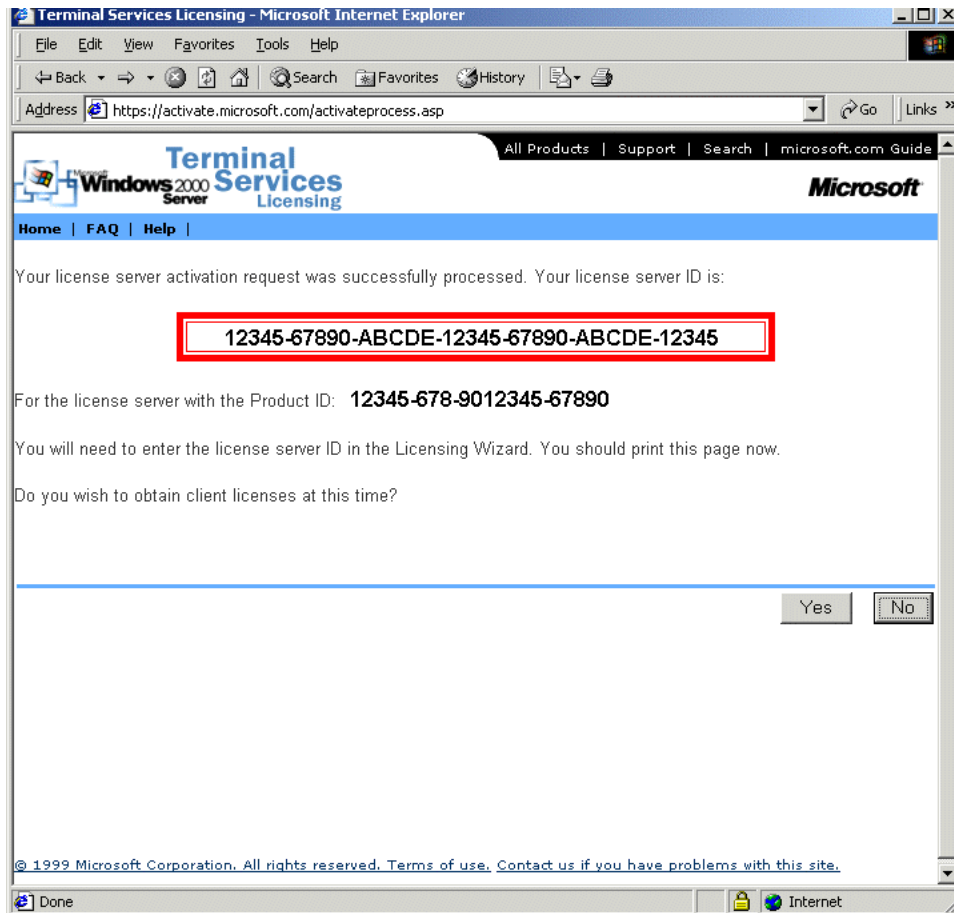 Terminal Services Licensing - Microsoft Internet Explorer
File Edit View Favorites Tools Help
Back Search Favorites History
Address https://activate.microsoft.com/activateprocess.asp Go Links »
All Products | Support | Search | microsoft.com Guide
Terminal
Windows 2000 Services
Server Licensing
Microsoft
Home | FAQ | Help |
Your license server activation request was successfully processed. Your license server ID is:
12345-67890-ABCDE-12345-67890-ABCDE-12345
For the license server with the Product ID: 12345-678-9012345-67890
You will need to enter the license server ID in the Licensing Wizard. You should print this page now.
Do you wish to obtain client licenses at this time?
Yes No
© 1999 Microsoft Corporation. All rights reserved. Terms of use. Contact us if you have problems with this site.
Done Internet